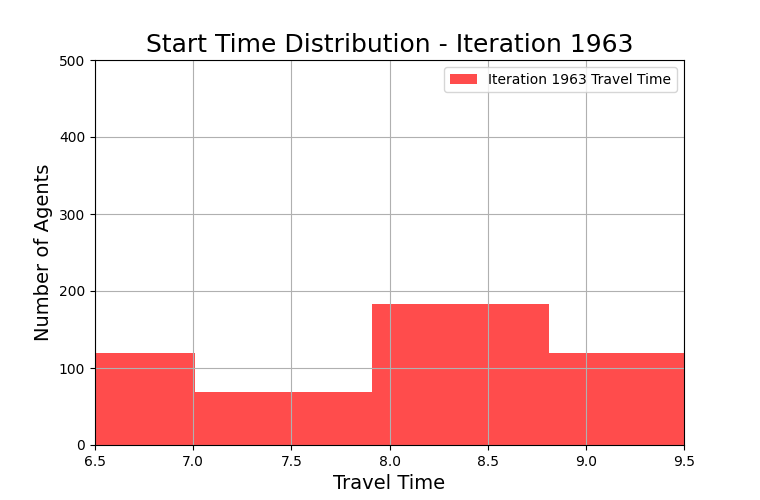 Start Time Distribution - Iteration 1963
Iteration 1963 Travel Time
Number of Agents
500
400
300
200
100
0
6.5 7.0 7.5 8.0 8.5 9.0 9.5
Travel Time